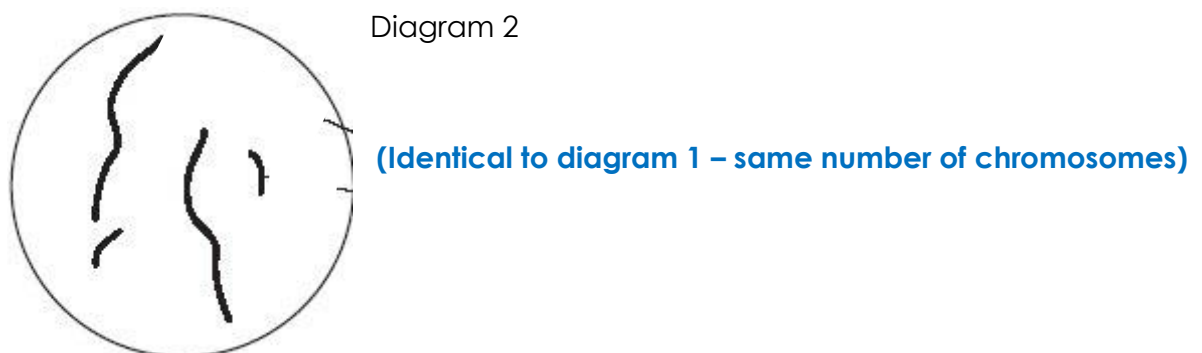 Diagram 2
(Identical to diagram 1 – same number of chromosomes)